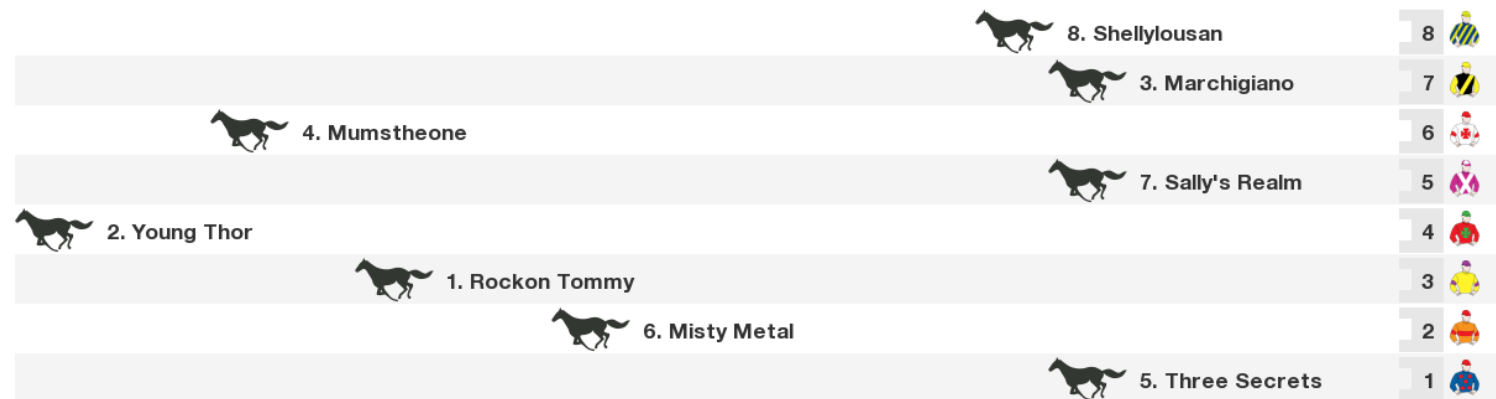 8. Shellylousan 8
3. Marchigiano 7
4. Mumstheone 6
7. Sally's Realm 5
2. Young Thor 4
1. Rockon Tommy 3
6. Misty Metal 2
5. Three Secrets 1